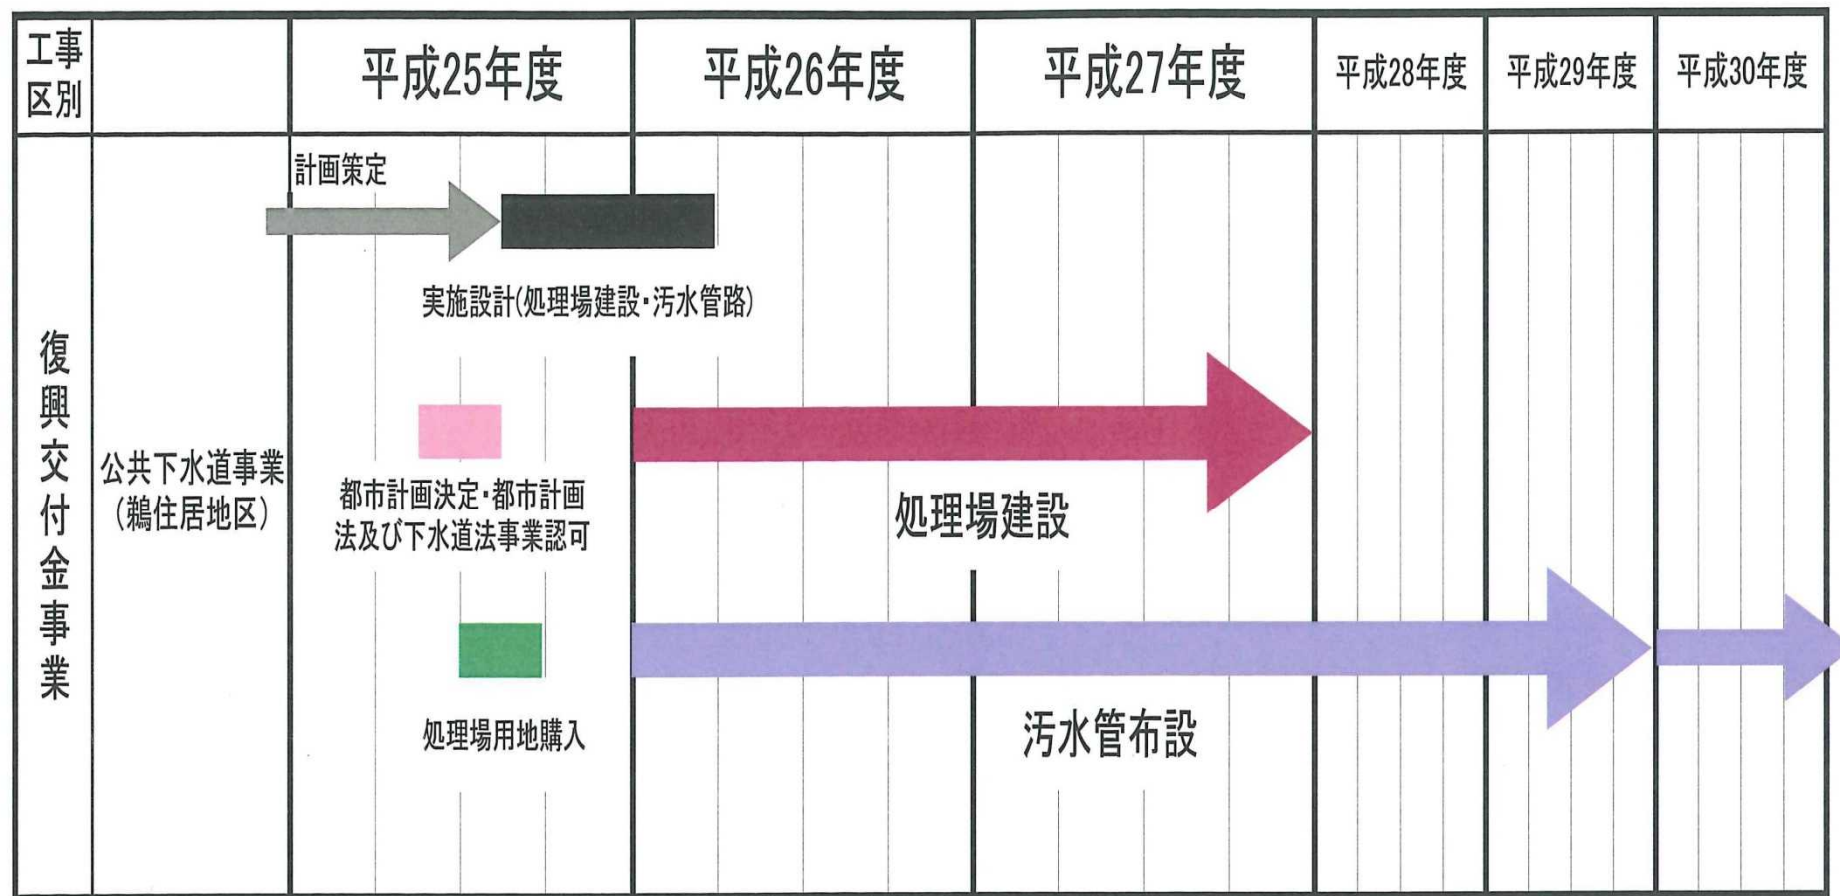 工事
区別
平成25年度
平成26年度
平成27年度
平成28年度
平成29年度
平成30年度
復興交付金事業
公共下水道事業
(鵜住居地区)
計画策定
実施設計(処理場建設・汚水管路)
都市計画決定・都市計画
法及び下水道法事業認可
処理場建設
処理場用地購入
汚水管布設